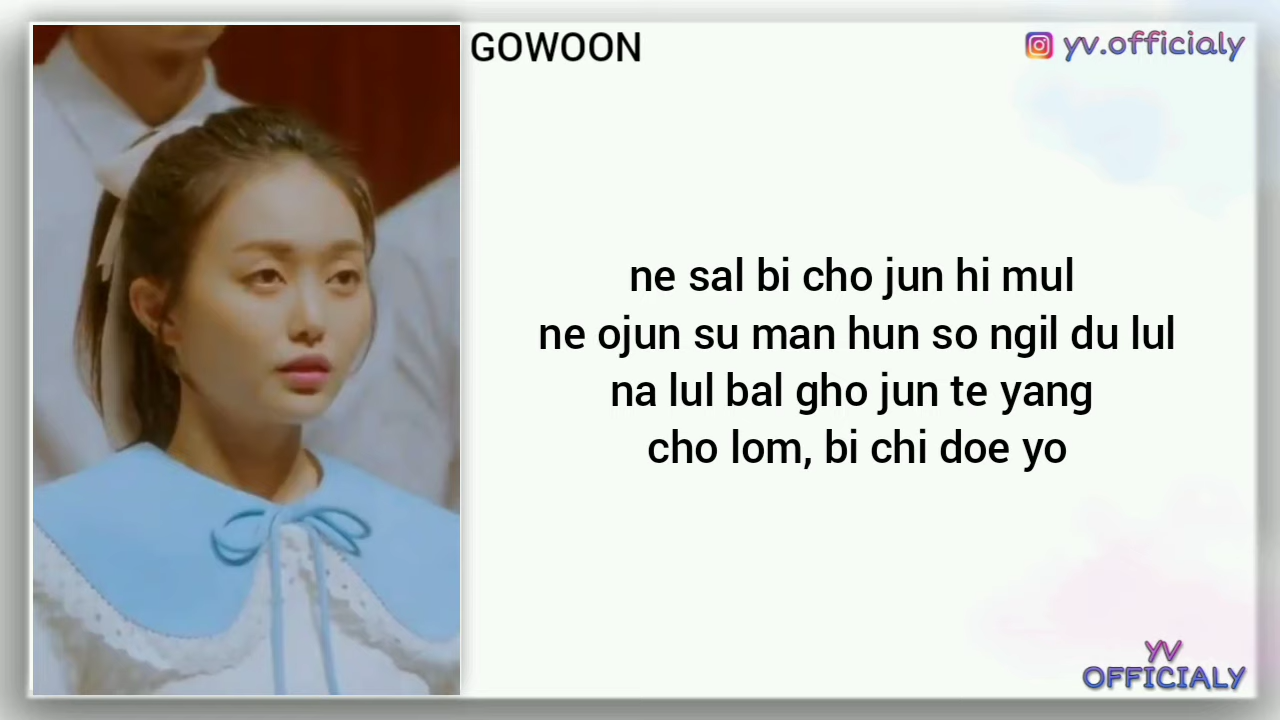 GOWOON
yv.officialy
ne sal bi cho jun hi mul
ne ojun su man hun so ngil du lul
na lul bal gho jun te yang
cho lom, bi chi doe yo
YV
OFFICIALY